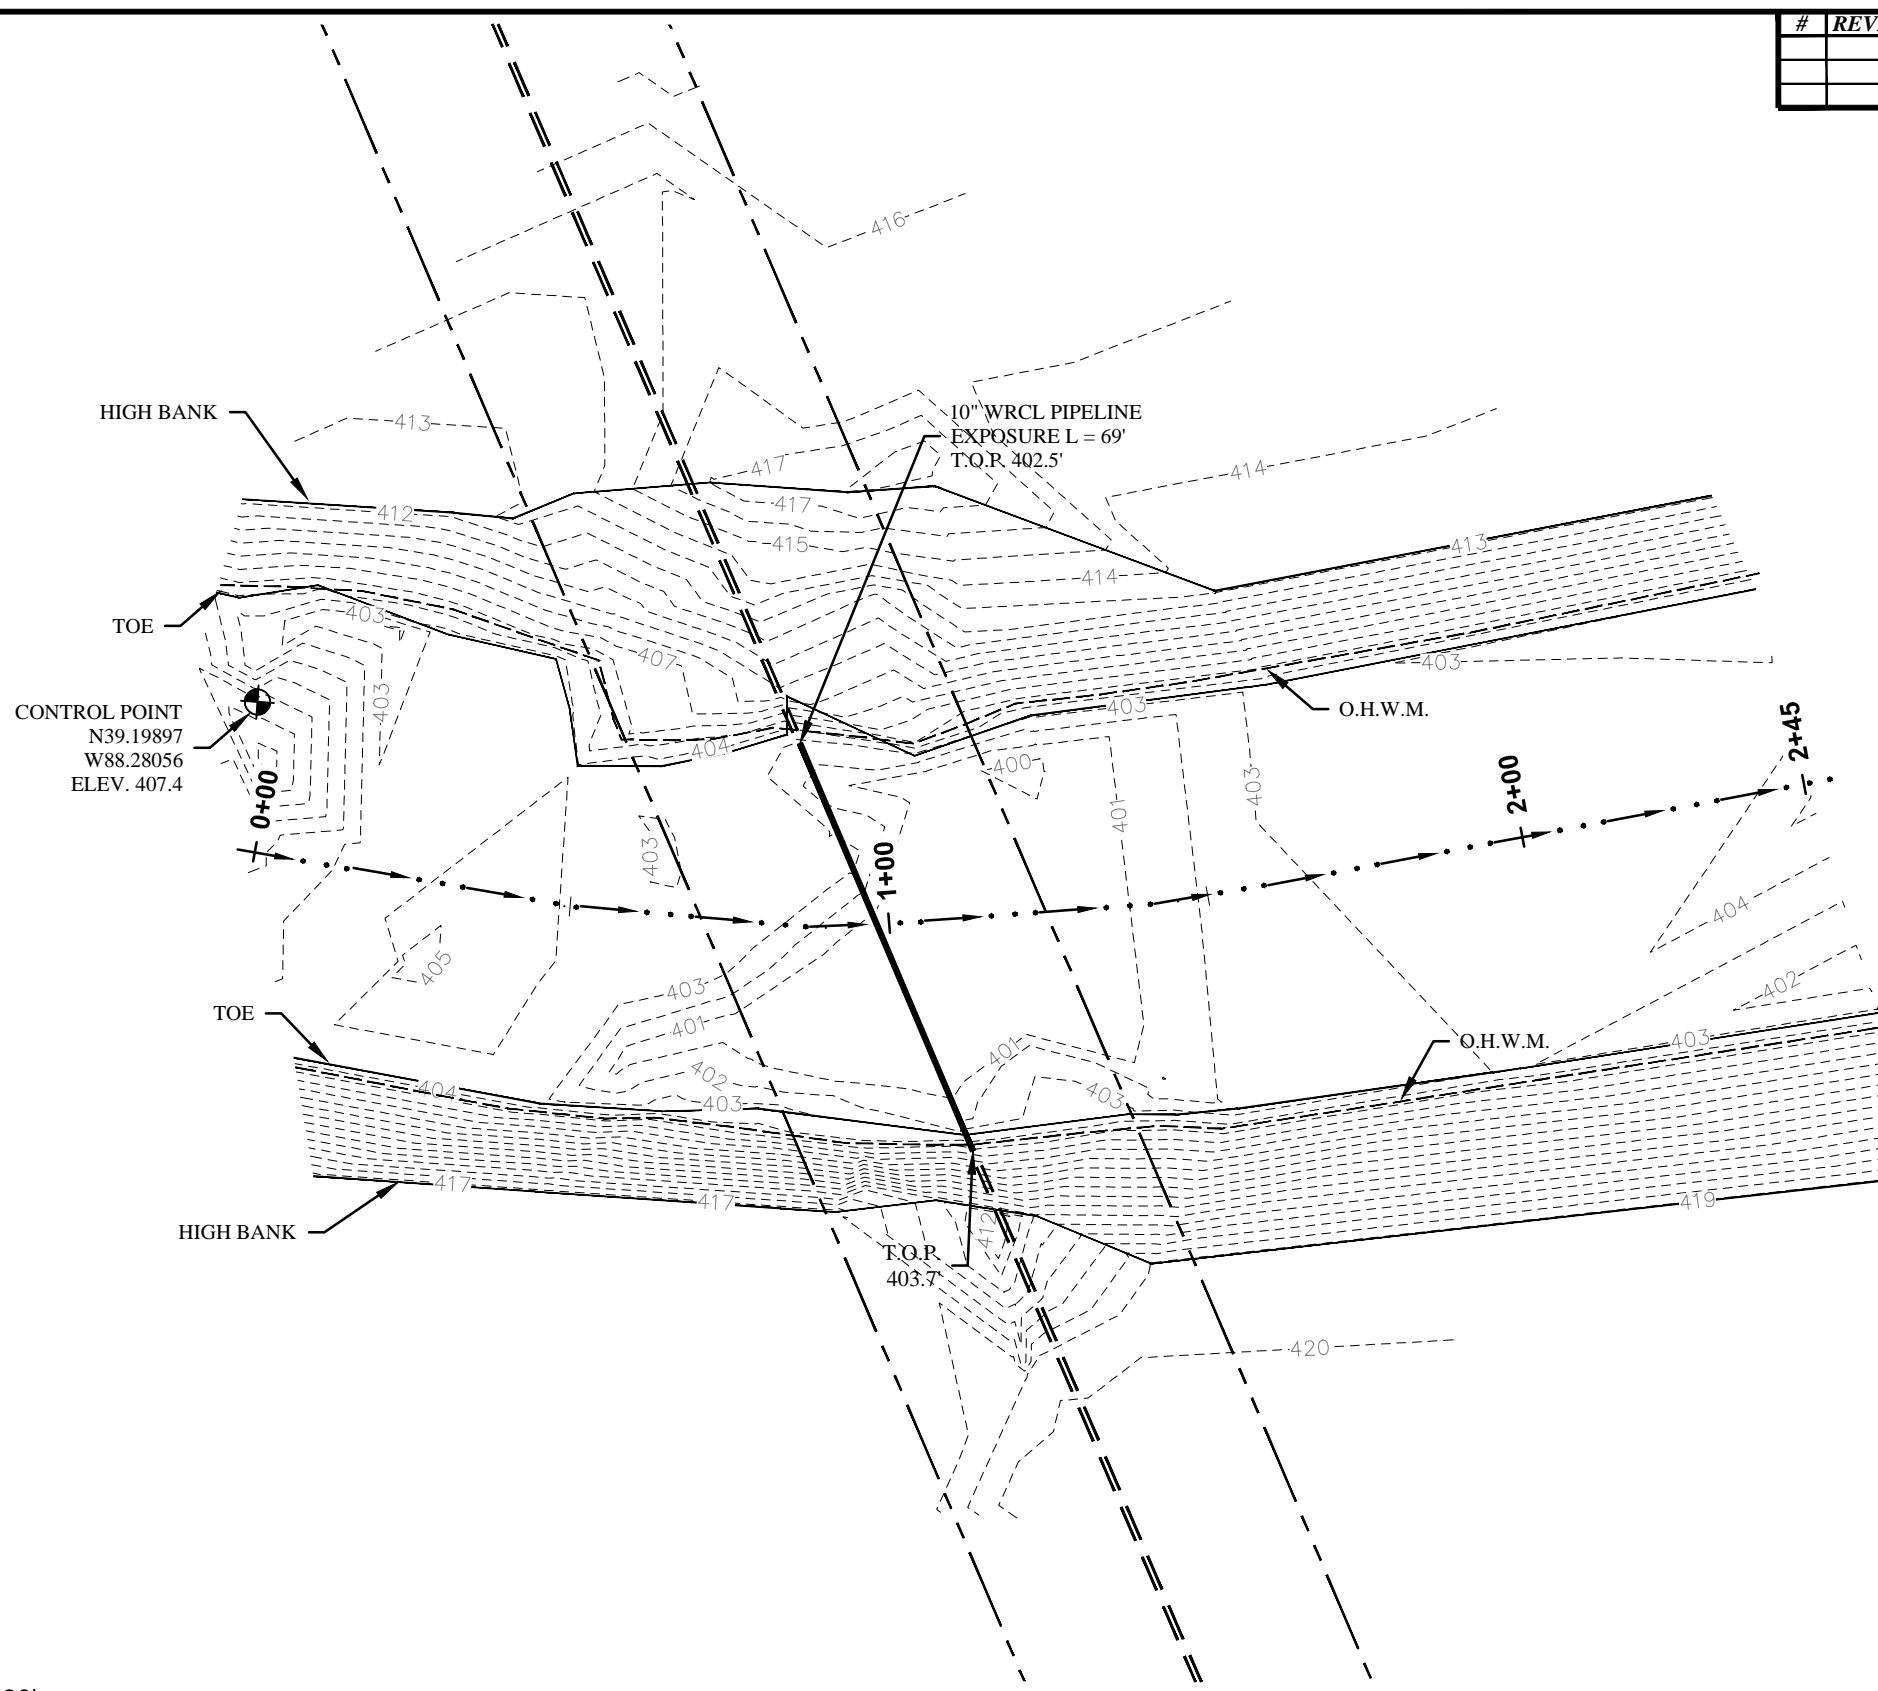 # REV
416
HIGH BANK
413
10" WRCL PIPELINE
EXPOSURE L = 69'
T.O.P. 402.5'
417
414
412
417
415
413
414
TOE
403
407
403
403
403
CONTROL POINT
N39.19897
W88.28056
ELEV. 407.4
O.H.W.M.
404
400
403
401
2+45
2+00
0+00
403
1+00
404
405
403
402
401
TOE
O.H.W.M.
403
401
402
403
404
403
417
417
419
HIGH BANK
412
T.O.P.
403.7'
420